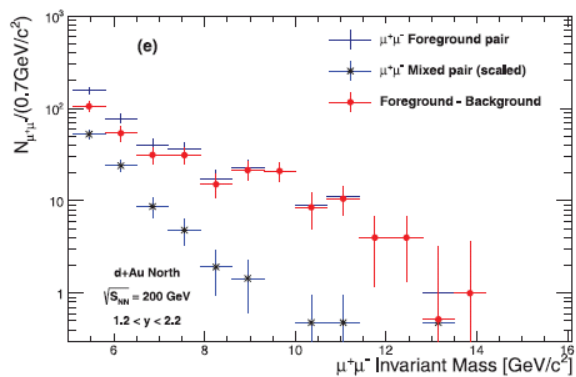 10³
(e)
μ⁺μ⁻ Foreground pair
μ⁺μ⁻ Mixed pair (scaled)
Foreground - Background
10²
10
1
N_μ⁺μ⁻/(0.7GeV/c²)
d+Au North
√S_NN = 200 GeV
1.2 < y < 2.2
6 8 10 12 14 16
μ⁺μ⁻ Invariant Mass [GeV/c²]